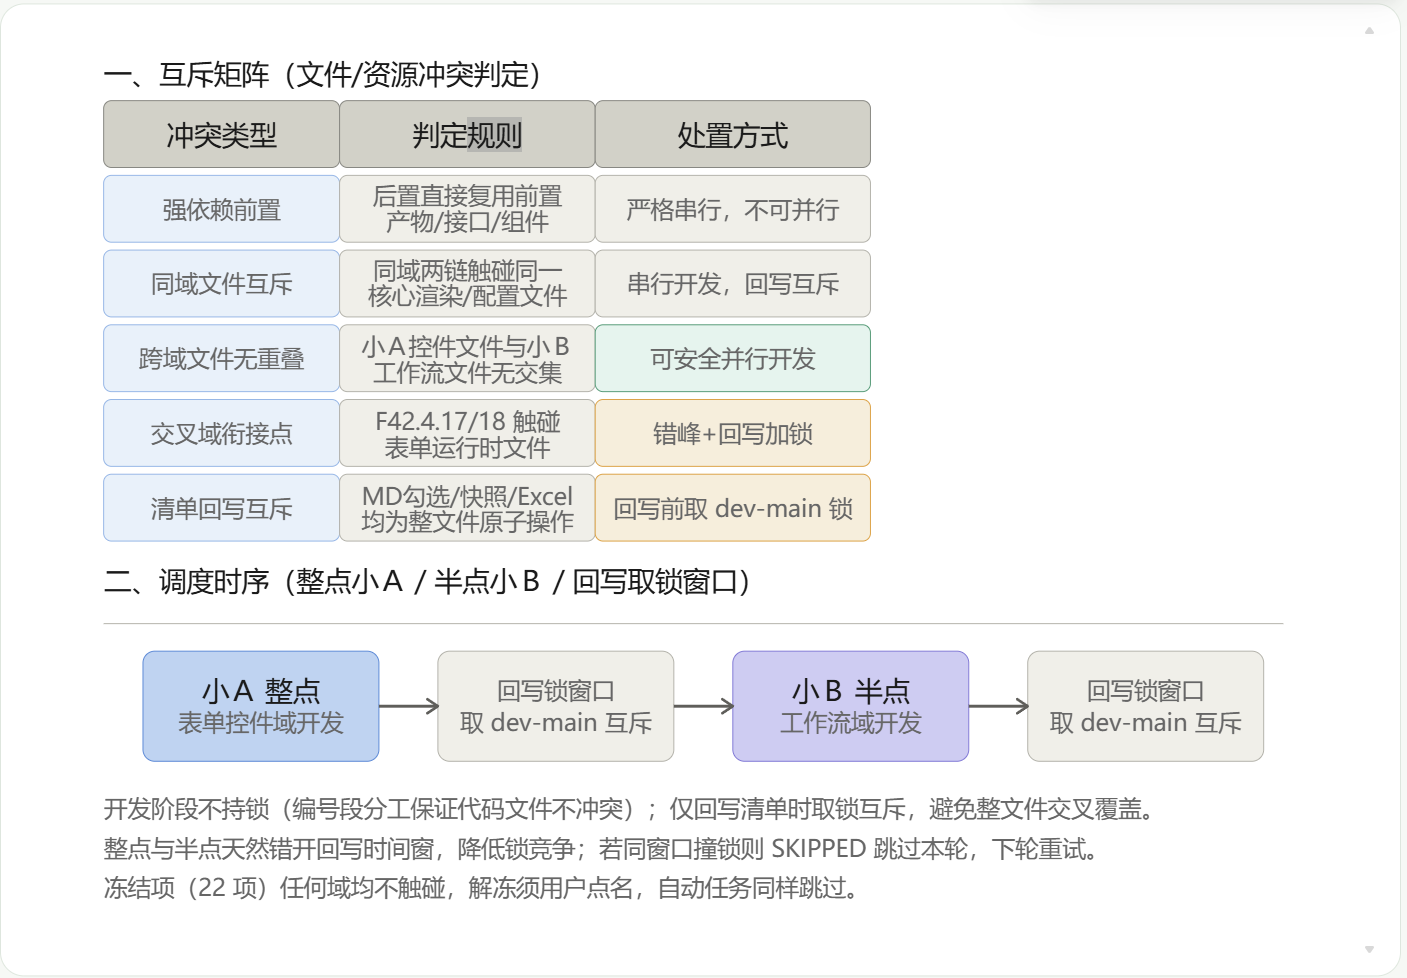 一、互斥矩阵（文件/资源冲突判定）
冲突类型
判定规则
处置方式
强依赖前置
后置直接复用前置
产物/接口/组件
严格串行，不可并行
同域文件互斥
同域两链触碰同一
核心渲染/配置文件
串行开发，回写互斥
跨域文件无重叠
小A控件文件与小B
工作流文件无交集
可安全并行开发
交叉域衔接点
F42.4.17/18 触碰
表单运行时文件
错峰+回写加锁
清单回写互斥
MD勾选/快照/Excel
均为整文件原子操作
回写前取 dev-main 锁
二、调度时序（整点小A / 半点小B / 回写取锁窗口）
小A 整点
表单控件域开发
回写锁窗口
取 dev-main 互斥
小B 半点
工作流域开发
回写锁窗口
取 dev-main 互斥
开发阶段不持锁（编号段分工保证代码文件不冲突）；仅回写清单时取锁互斥，避免整文件交叉覆盖。
整点与半点天然错开回写时间窗，降低锁竞争；若同窗口撞锁则 SKIPPED 跳过本轮，下轮重试。
冻结项（22 项）任何域均不触碰，解冻须用户点名，自动任务同样跳过。